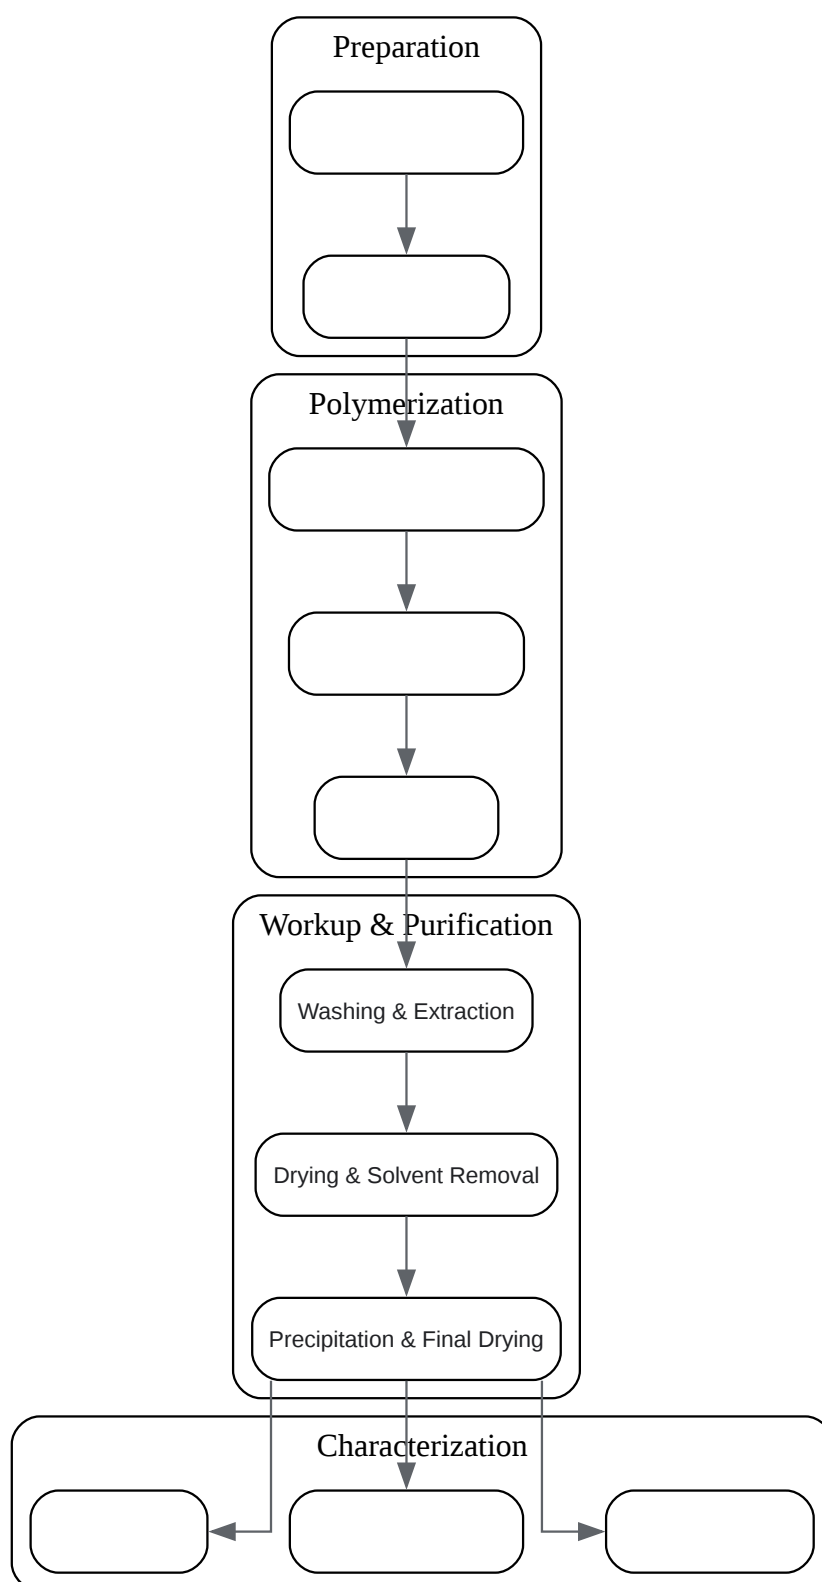 Preparation
Polymerization
Workup & Purification
Washing & Extraction
Drying & Solvent Removal
Precipitation & Final Drying
Characterization